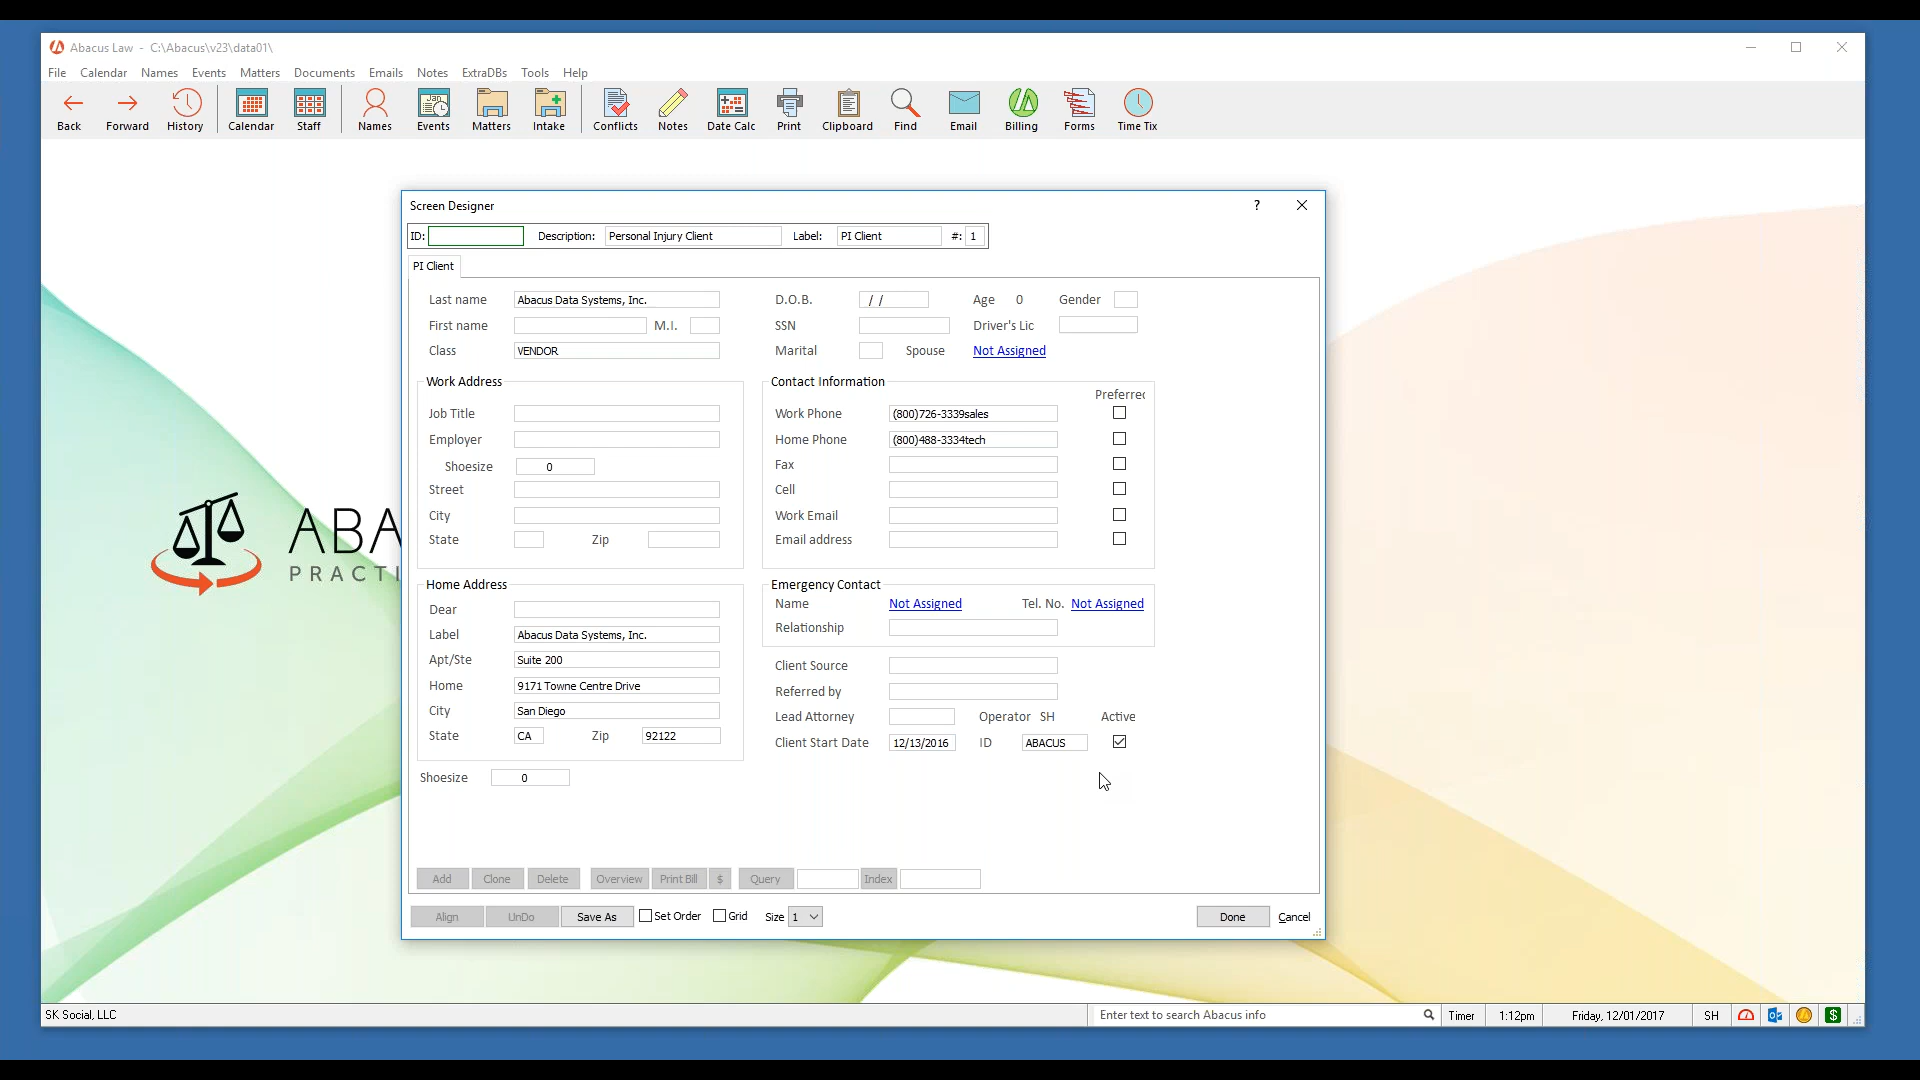 Abacus Law - C:\Abacus\v23\data01\
File Calendar Names Events Matters Documents Emails Notes ExtraDBs Tools Help
Back Forward History Calendar Staff Names Events Matters Intake Conflicts Notes Date Calc Print Clipboard Find Email Billing Forms Time Tix
Screen Designer ?
ID: Description: Personal Injury Client Label: PI Client #: 1
PI Client
Last name Abacus Data Systems, Inc. D.O.B. / / Age 0 Gender
First name M.I. SSN Driver's Lic
Class VENDOR Marital Spouse Not Assigned
Work Address
Job Title
Employer
Shoesize 0
Street
City
State Zip
Contact Information
Preferrec
Work Phone (800)726-3339sales
Home Phone (800)488-3334tech
Fax
Cell
Work Email
Email address
Home Address
Dear
Label Abacus Data Systems, Inc.
Apt/Ste Suite 200
Home 9171 Towne Centre Drive
City San Diego
State CA Zip 92122
Shoesize 0
Emergency Contact
Name Not Assigned Tel. No. Not Assigned
Relationship
Client Source
Referred by
Lead Attorney Operator SH Active
Client Start Date 12/13/2016 ID ABACUS
Add Clone Delete Overview Print Bill $ Query Index
Align UnDo Save As Set Order Grid Size 1 Done Cancel
ABA
PRACTI
SK Social, LLC Enter text to search Abacus info Timer 1:12pm Friday, 12/01/2017 SH $